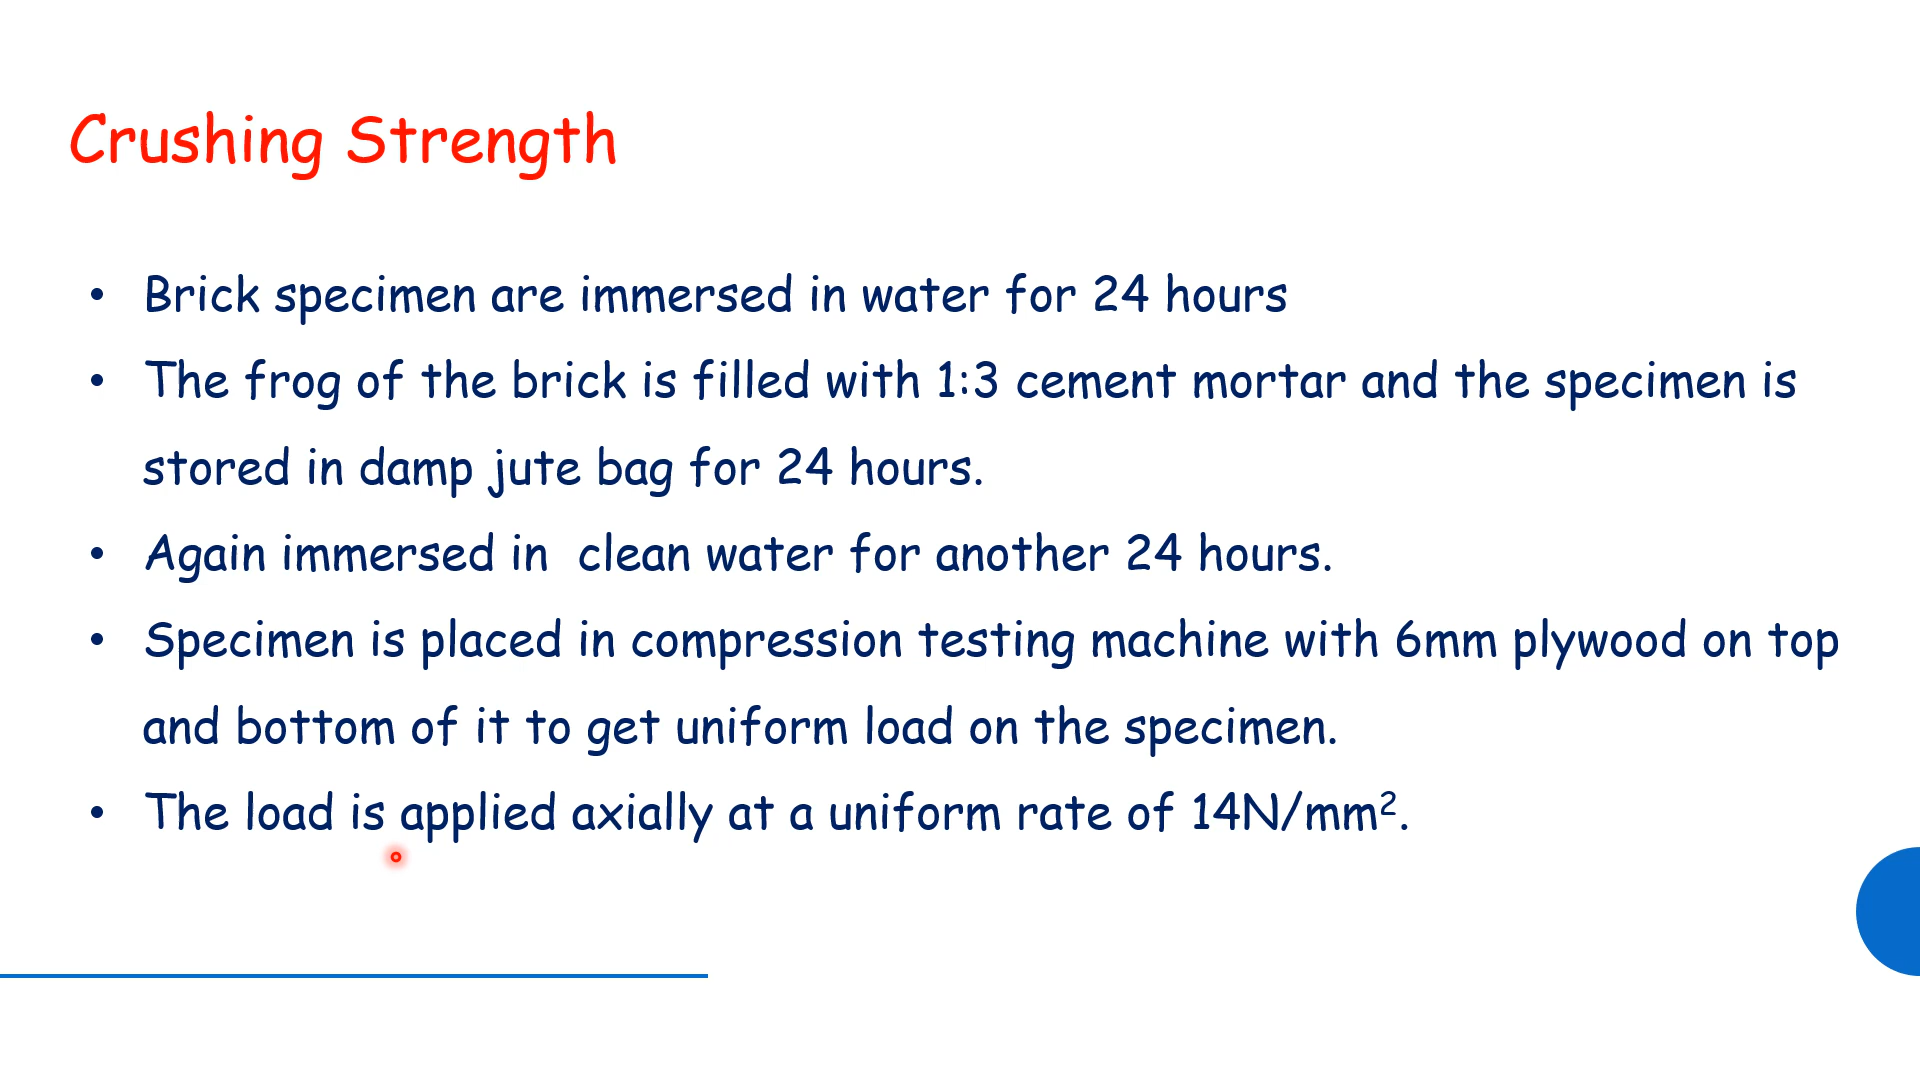 Crushing Strength
• Brick specimen are immersed in water for 24 hours
• The frog of the brick is filled with 1:3 cement mortar and the specimen is
stored in damp jute bag for 24 hours.
• Again immersed in  clean water for another 24 hours.
• Specimen is placed in compression testing machine with 6mm plywood on top
and bottom of it to get uniform load on the specimen.
• The load is applied axially at a uniform rate of 14N/mm².